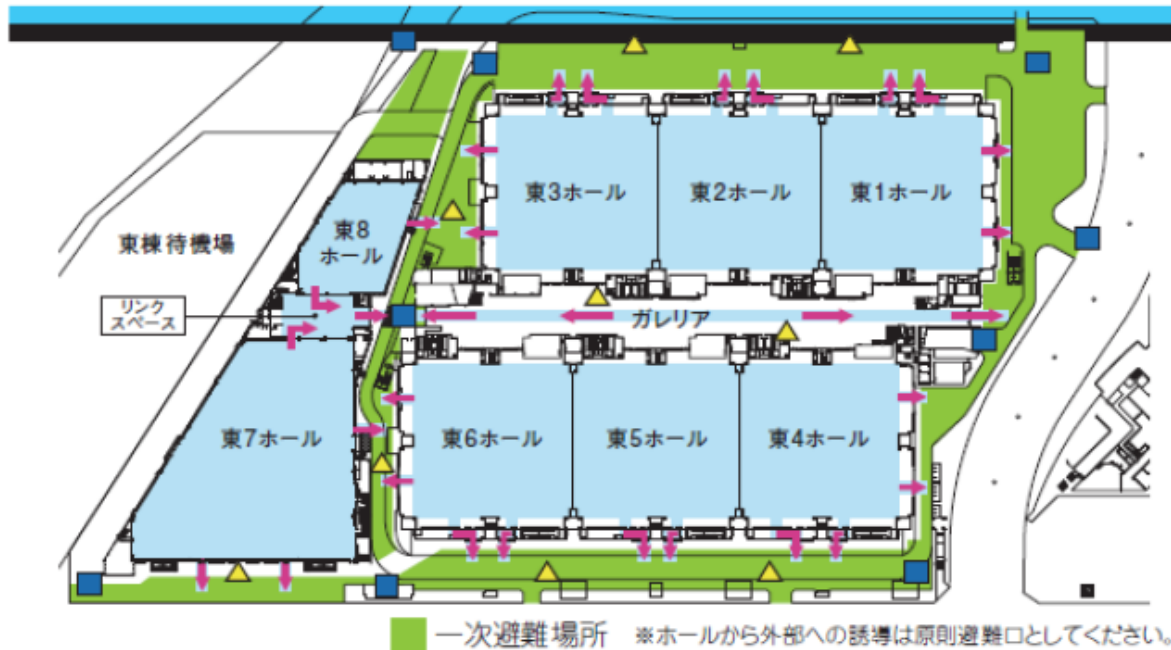 東3ホール
東2ホール
東1ホール
東8
ホール
東棟待機場
リンク
スペース
ガレリア
東7ホール
東6ホール
東5ホール
東4ホール
一次避難場所 ※ホールから外部への誘導は原則避難口としてください。